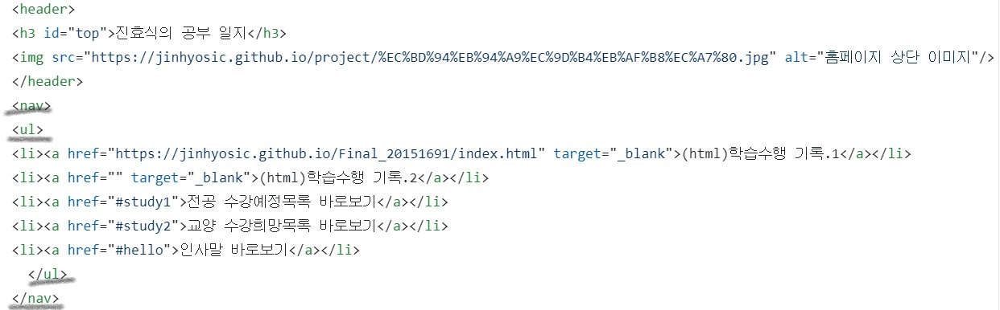 <header>
<h3 id="top">진효식의 공부 일지</h3>
<img src="https://jinhyosic.github.io/project/%EC%BD%94%EB%94%A9%EC%9D%B4%EB%AF%B8%EC%A7%80.jpg" alt="홈페이지 상단 이미지"/>
</header>
<nav>
<ul>
<li><a href="https://jinhyosic.github.io/Final_20151691/index.html" target="_blank">(html)학습수행 기록.1</a></li>
<li><a href="" target="_blank">(html)학습수행 기록.2</a></li>
<li><a href="#study1">전공 수강예정목록 바로보기</a></li>
<li><a href="#study2">교양 수강희망목록 바로보기</a></li>
<li><a href="#hello">인사말 바로보기</a></li>
</ul>
</nav>